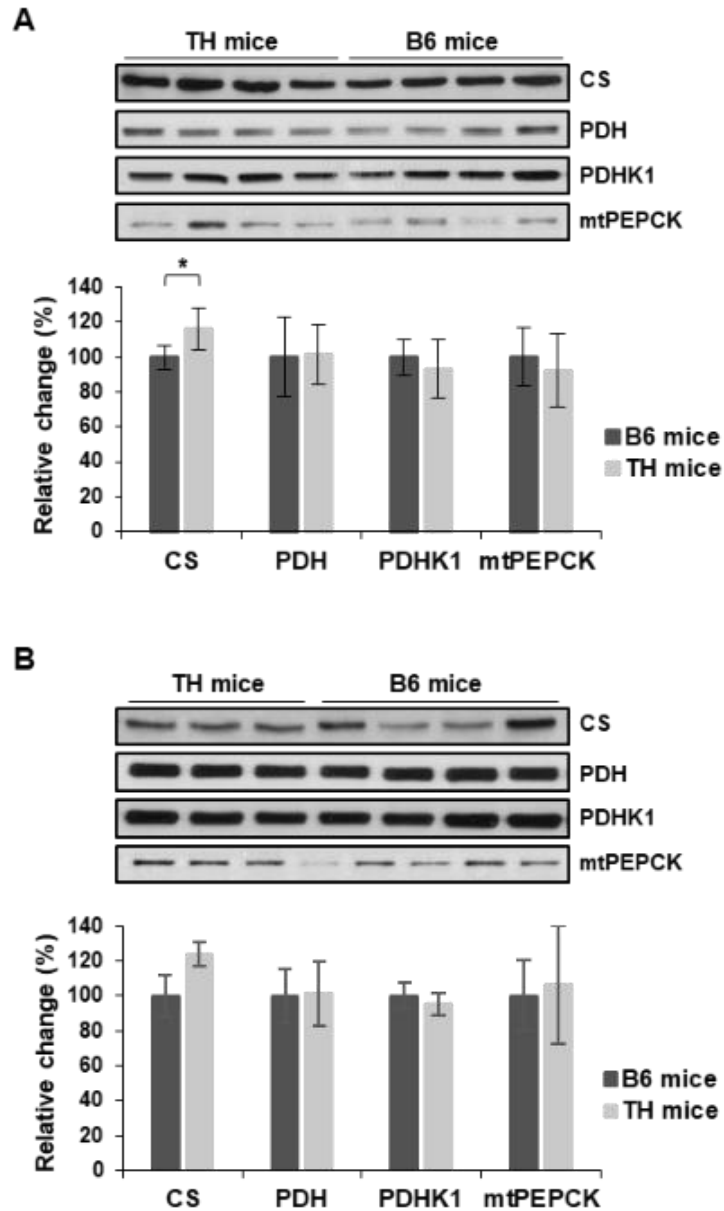 A
TH mice B6 mice
CS
PDH
PDHK1
mtPEPCK
*
Relative change (%)
140
120
100
80
60
40
20
0
CS PDH PDHK1 mtPEPCK
B6 mice
TH mice
B
TH mice B6 mice
CS
PDH
PDHK1
mtPEPCK
Relative change (%)
140
120
100
80
60
40
20
0
CS PDH PDHK1 mtPEPCK
B6 mice
TH mice